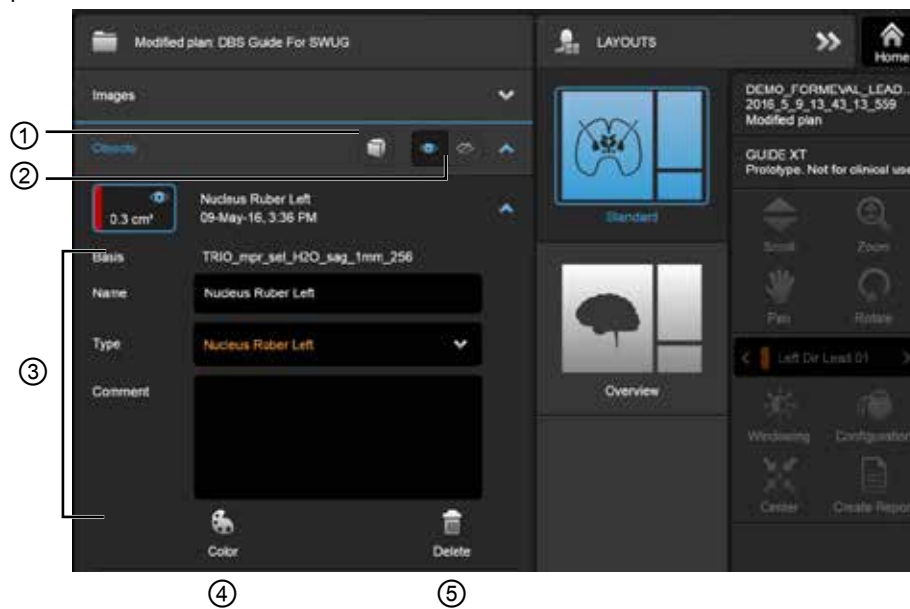 Modified plan: DBS Guide For SWUG
LAYOUTS
Home
Images
DEMO_FORMEVAL_LEAD...
2016_5_9_13_43_13_559
Modified plan
①
Objects
②
GUIDE XT
Prototype. Not for clinical use
0.3 cm³
Nucleus Ruber Left
09-May-16, 3:36 PM
Standard
Scroll
Zoom
Basis
TRIO_mpr_sel_H2O_sag_1mm_256
Name
Nucleus Ruber Left
Pan
Rotate
Type
Nucleus Ruber Left
Left Dir Lead 01
③
Comment
Overview
Windowing
Configuration
Center
Create Report
Color
Delete
④
⑤